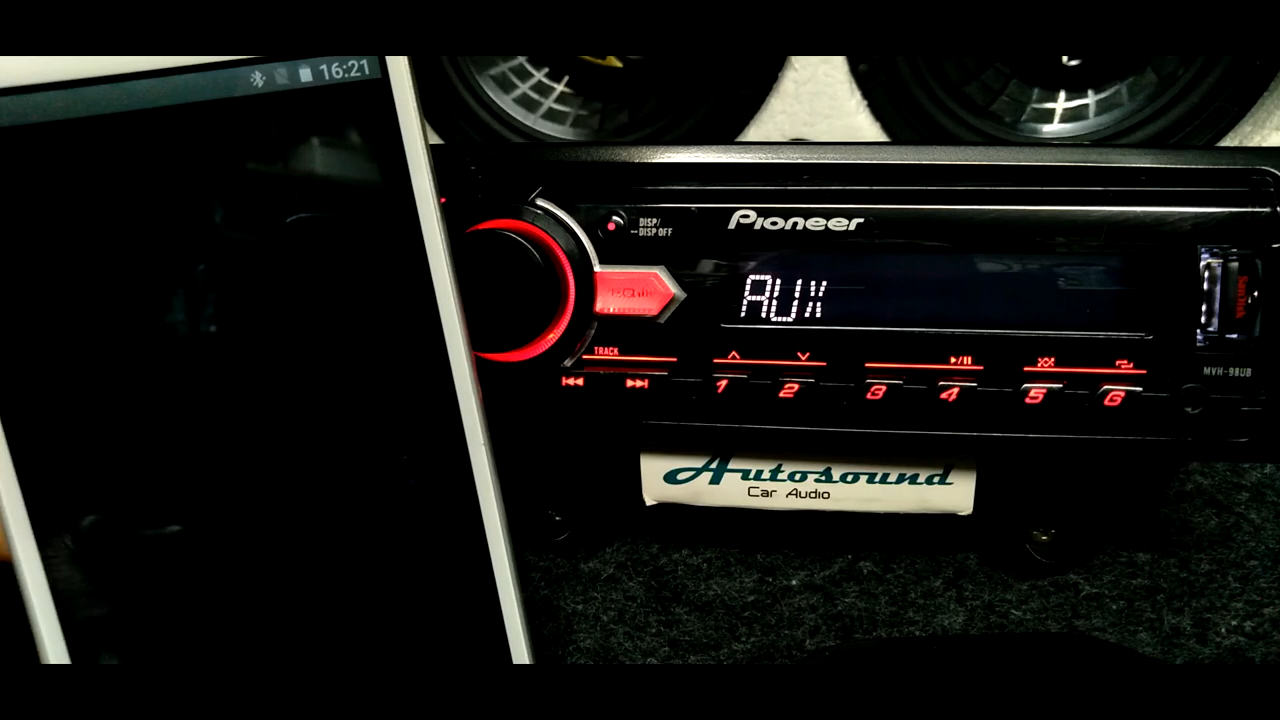 16:21
DISP/
DISP OFF
Pioneer
AUX
SanDisk
TRACK
MVH-98UB
1 2 3 4 5 6
Autosound
Car Audio